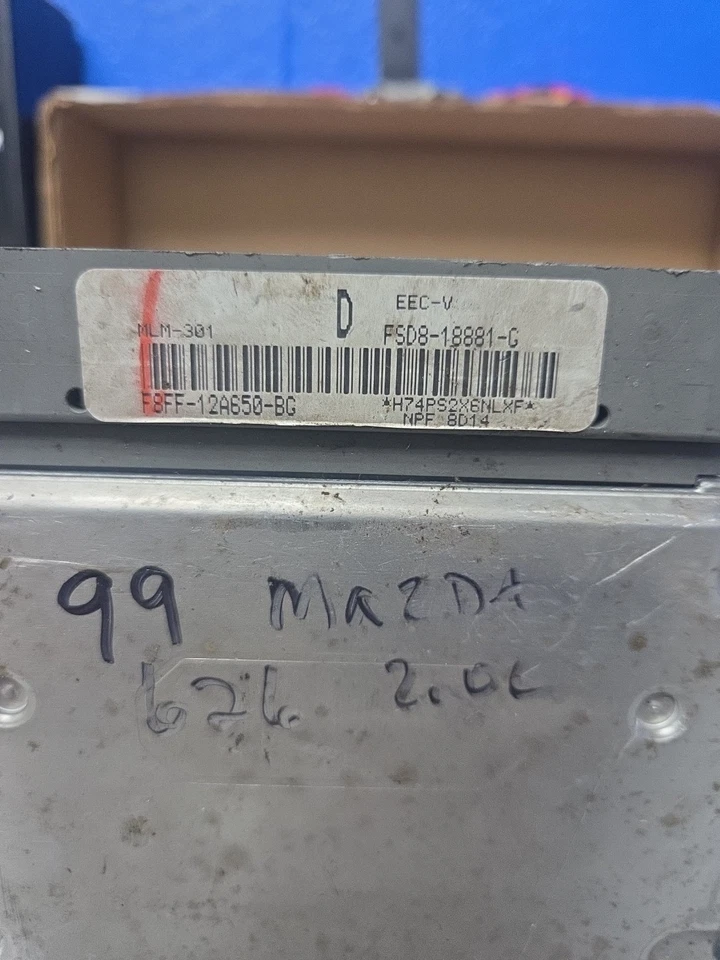 D
EEC-V
MLM-301
FSD8-18881-G
F8FF-12A650-BG
*H74PS2X6NLXF*
NPF 8D14
99 MAZDA
626 2.0L